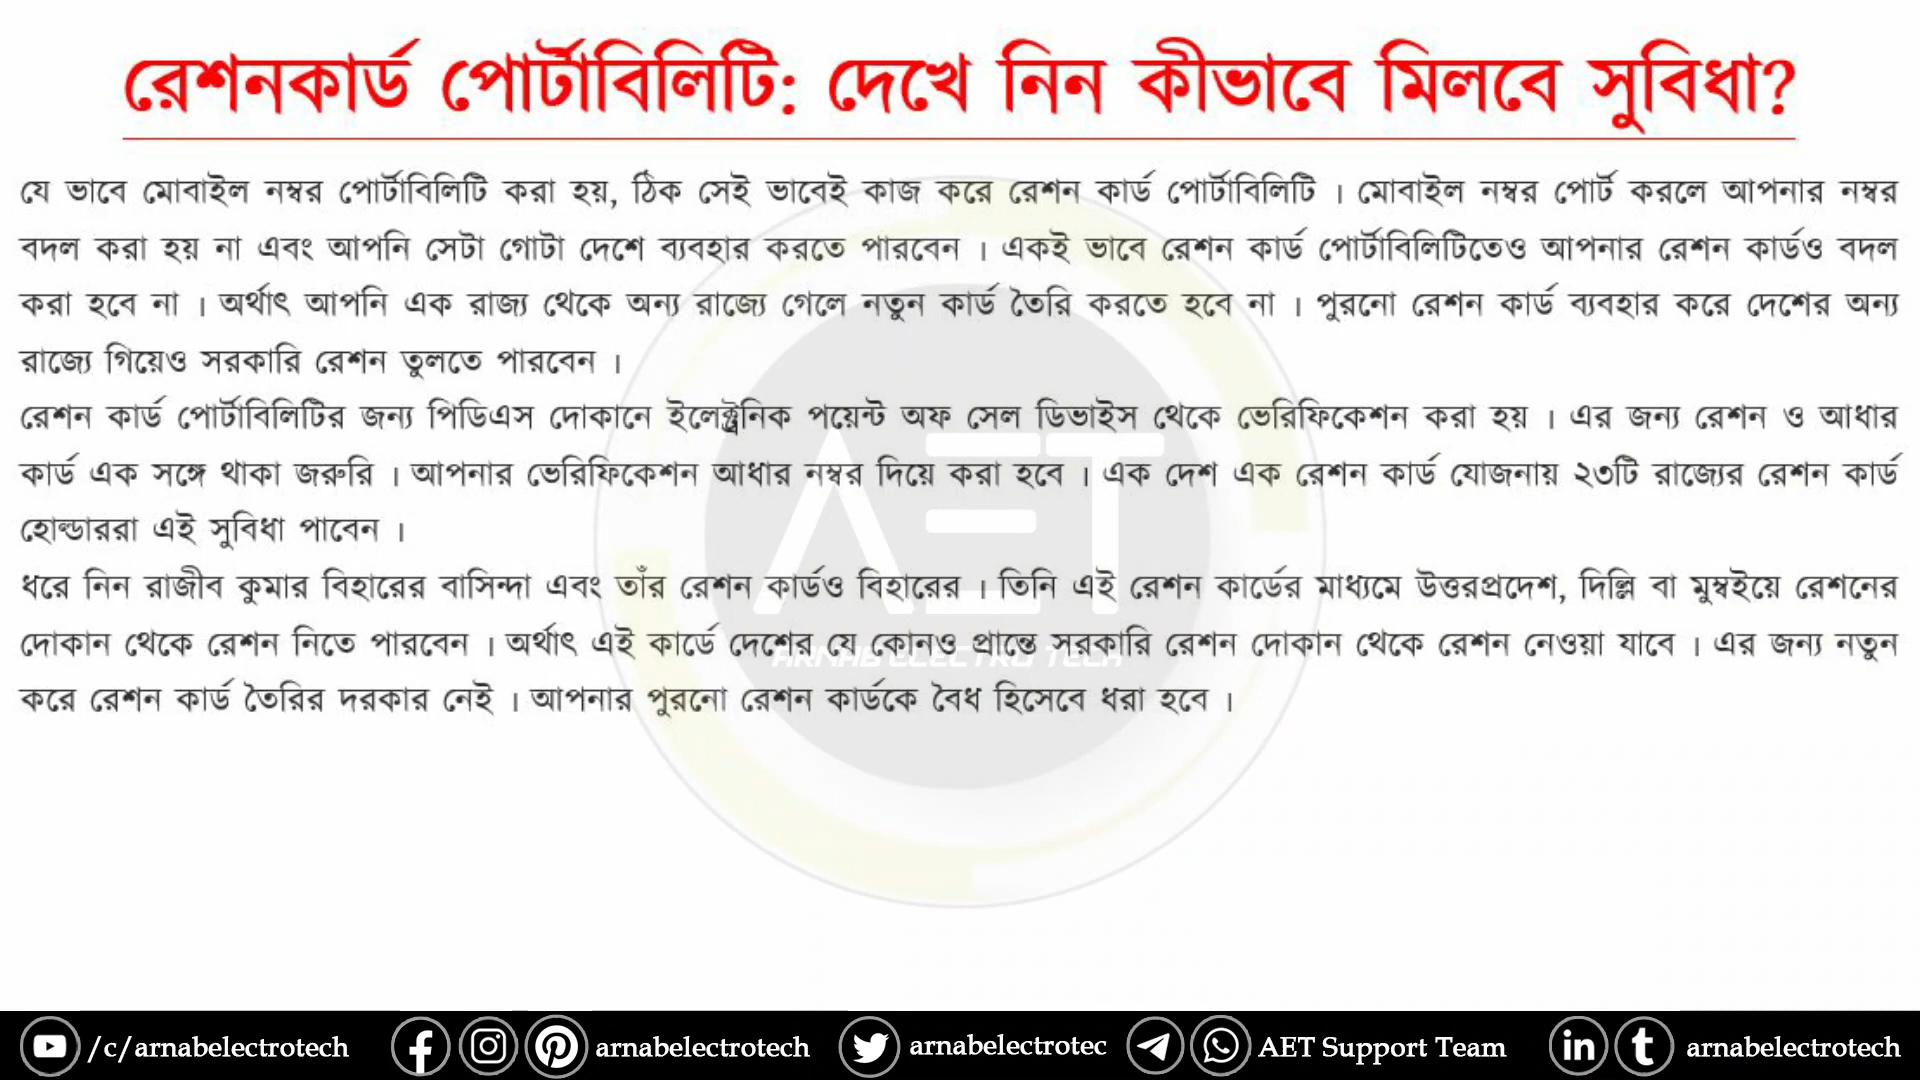 রেশনকার্ড পোর্টাবিলিটি: দেখে নিন কীভাবে মিলবে সুবিধা?
যে ভাবে মোবাইল নম্বর পোর্টাবিলিটি করা হয়, ঠিক সেই ভাবেই কাজ করে রেশন কার্ড পোর্টাবিলিটি । মোবাইল নম্বর পোর্ট করলে আপনার নম্বর
বদল করা হয় না এবং আপনি সেটা গোটা দেশে ব্যবহার করতে পারবেন । একই ভাবে রেশন কার্ড পোর্টাবিলিটিতেও আপনার রেশন কার্ডও বদল
করা হবে না । অর্থাৎ আপনি এক রাজ্য থেকে অন্য রাজ্যে গেলে নতুন কার্ড তৈরি করতে হবে না । পুরনো রেশন কার্ড ব্যবহার করে দেশের অন্য
রাজ্যে গিয়েও সরকারি রেশন তুলতে পারবেন ।
রেশন কার্ড পোর্টাবিলিটির জন্য পিডিএস দোকানে ইলেক্ট্রনিক পয়েন্ট অফ সেল ডিভাইস থেকে ভেরিফিকেশন করা হয় । এর জন্য রেশন ও আধার
কার্ড এক সঙ্গে থাকা জরুরি । আপনার ভেরিফিকেশন আধার নম্বর দিয়ে করা হবে । এক দেশ এক রেশন কার্ড যোজনায় ২৩টি রাজ্যের রেশন কার্ড
হোল্ডাররা এই সুবিধা পাবেন ।
ধরে নিন রাজীব কুমার বিহারের বাসিন্দা এবং তাঁর রেশন কার্ডও বিহারের । তিনি এই রেশন কার্ডের মাধ্যমে উত্তরপ্রদেশ, দিল্লি বা মুম্বইয়ে রেশনের
দোকান থেকে রেশন নিতে পারবেন । অর্থাৎ এই কার্ডে দেশের যে কোনও প্রান্তে সরকারি রেশন দোকান থেকে রেশন নেওয়া যাবে । এর জন্য নতুন
করে রেশন কার্ড তৈরির দরকার নেই । আপনার পুরনো রেশন কার্ডকে বৈধ হিসেবে ধরা হবে ।
AET
ARNAB ELECTRO TECH
/c/arnabelectrotech arnabelectrotech arnabelectrotec AET Support Team arnabelectrotech